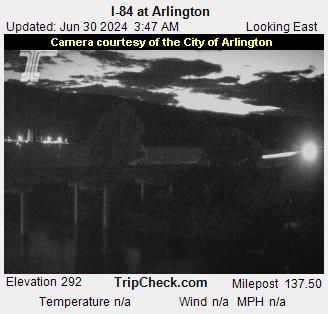 I-84 at Arlington
Updated: Jun 30 2024 3:47 AM Looking East
Camera courtesy of the City of Arlington
Elevation 292 TripCheck.com Milepost 137.50
Temperature n/a Wind n/a MPH n/a